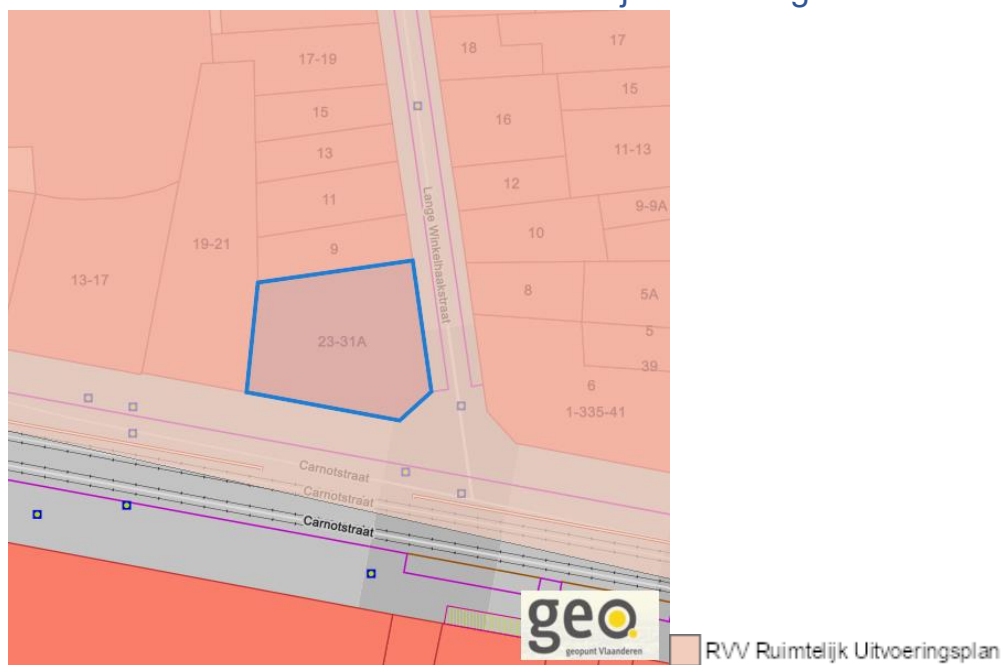 17-19
18
17
15
15
16
13
11-13
12
11
9-9A
10
9
19-21
13-17
Lange Winkelhaakstraat
8
5A
23-31A
5
39
6
1-335-41
Carnotstraat
Carnotstraat
Carnotstraat
geo
geopunt Vlaanderen
RVV Ruimtelijk Uitvoeringsplan